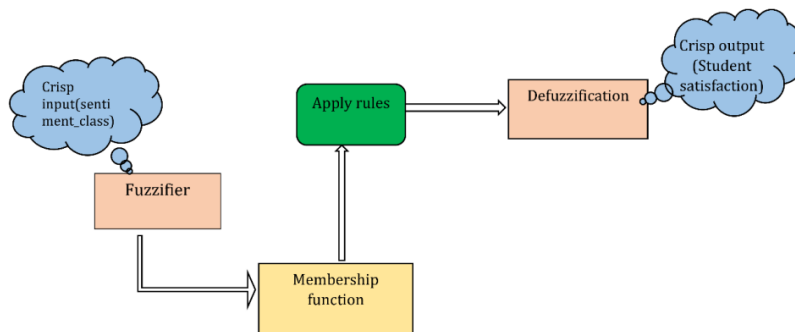 Crisp
input(senti
ment_class)
Fuzzifier
Membership
function
Apply rules
Defuzzification
Crisp output
(Student
satisfaction)